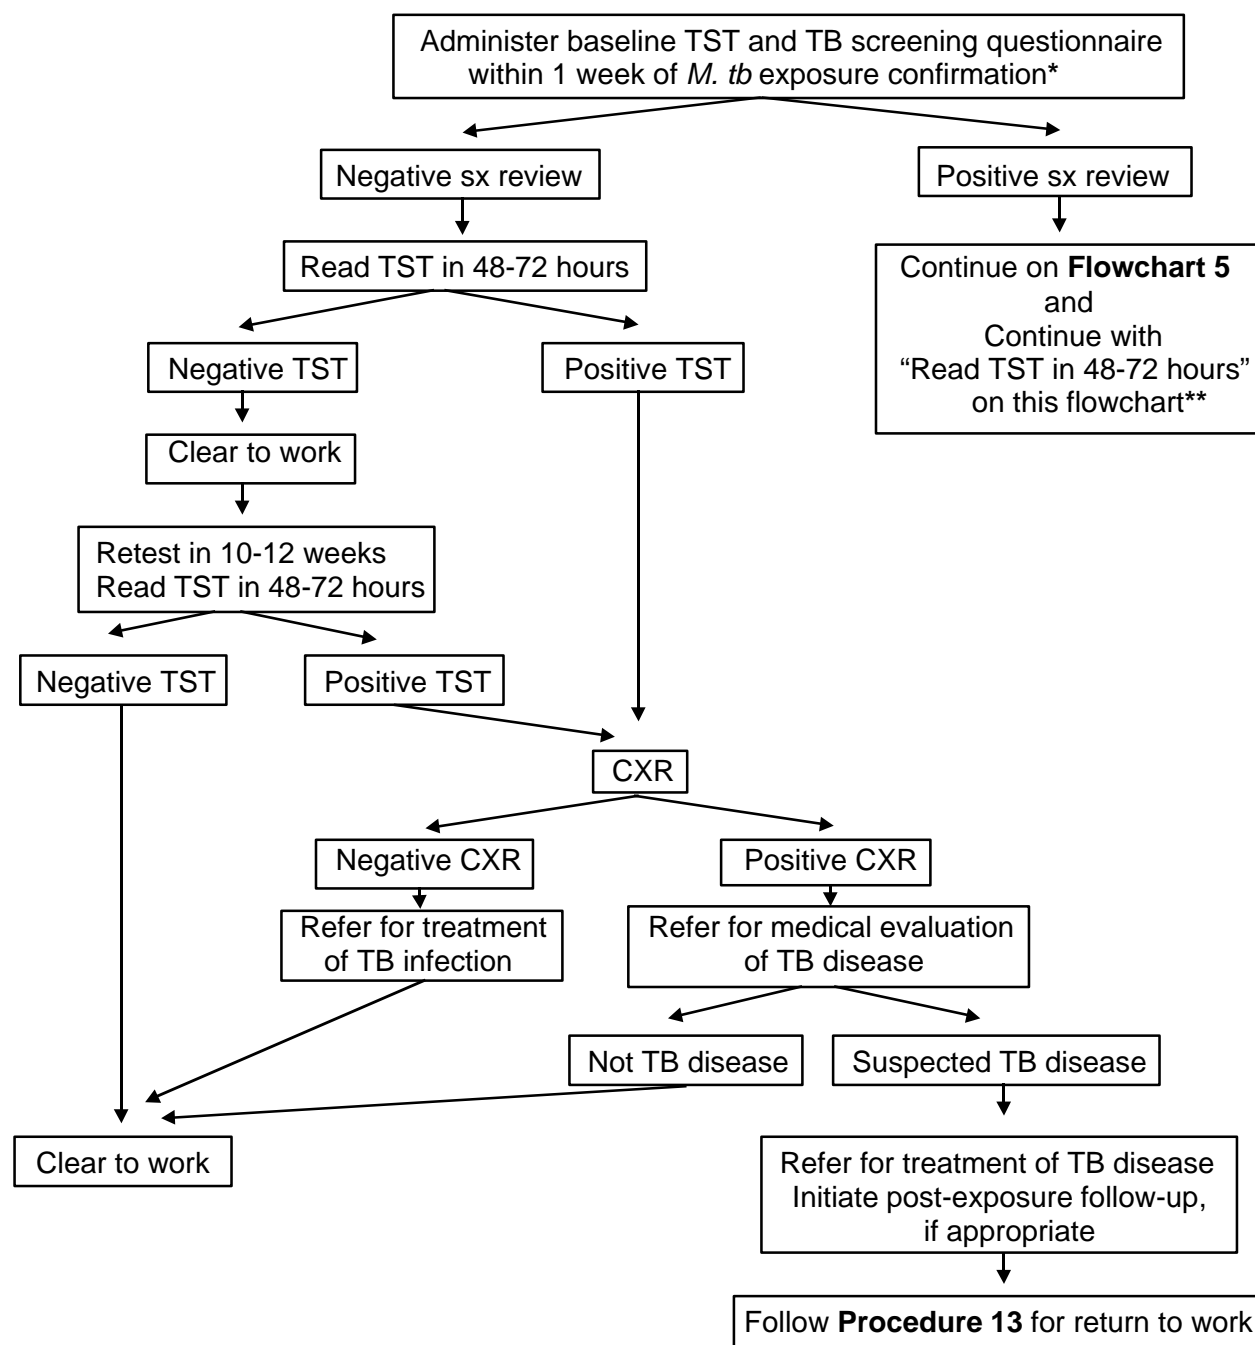 Administer baseline TST and TB screening questionnaire
within 1 week of M. tb exposure confirmation*
Negative sx review
Positive sx review
Read TST in 48-72 hours
Continue on Flowchart 5
and
Continue with
“Read TST in 48-72 hours”
on this flowchart**
Negative TST
Positive TST
Clear to work
Retest in 10-12 weeks
Read TST in 48-72 hours
Negative TST
Positive TST
CXR
Negative CXR
Positive CXR
Refer for treatment
of TB infection
Refer for medical evaluation
of TB disease
Not TB disease
Suspected TB disease
Clear to work
Refer for treatment of TB disease
Initiate post-exposure follow-up,
if appropriate
Follow Procedure 13 for return to work